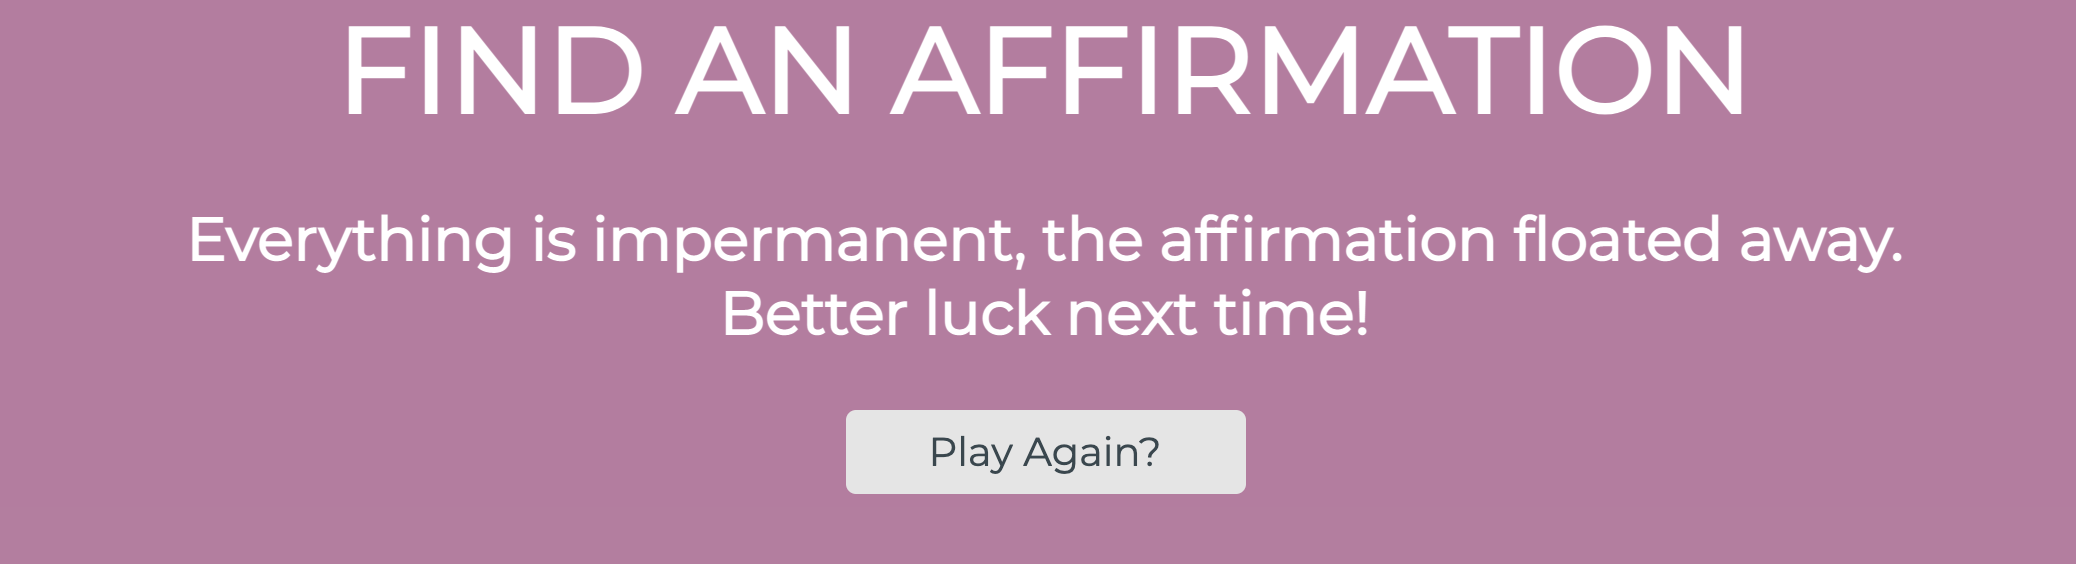 FIND AN AFFIRMATION
Everything is impermanent, the affirmation floated away.
Better luck next time!
Play Again?